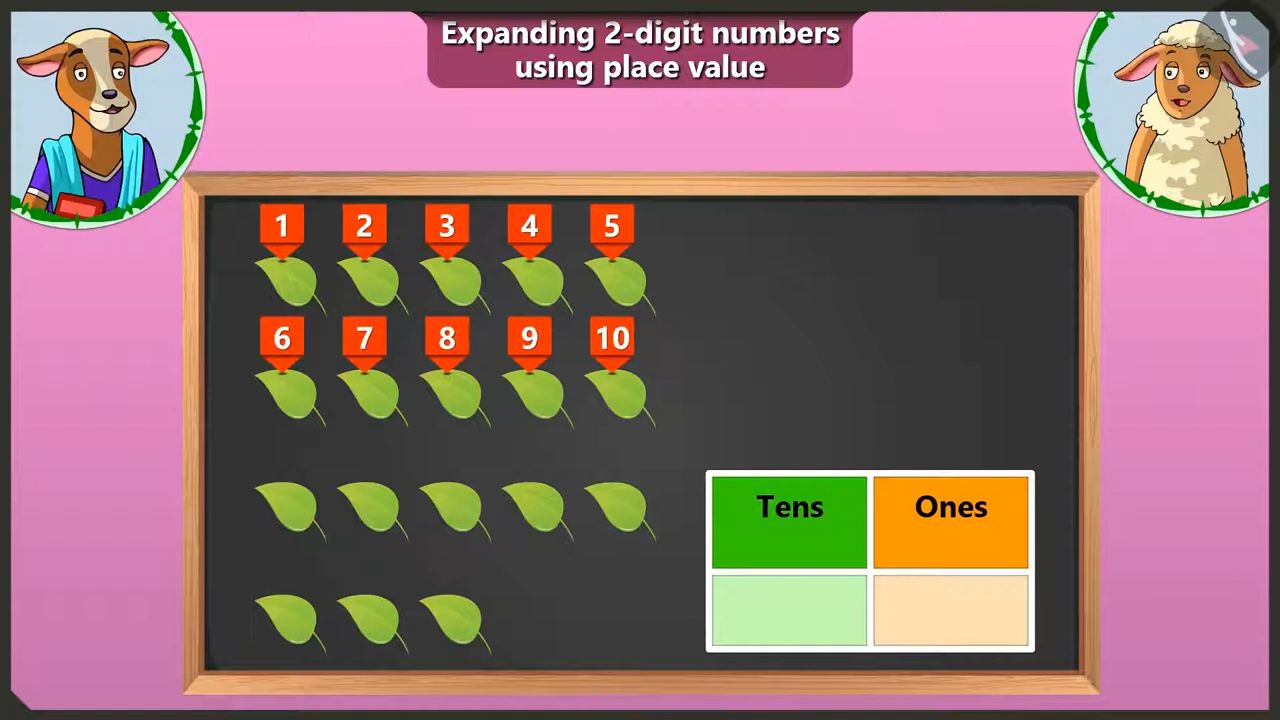 Expanding 2-digit numbers
using place value
1 2 3 4 5
6 7 8 9 10
Tens Ones